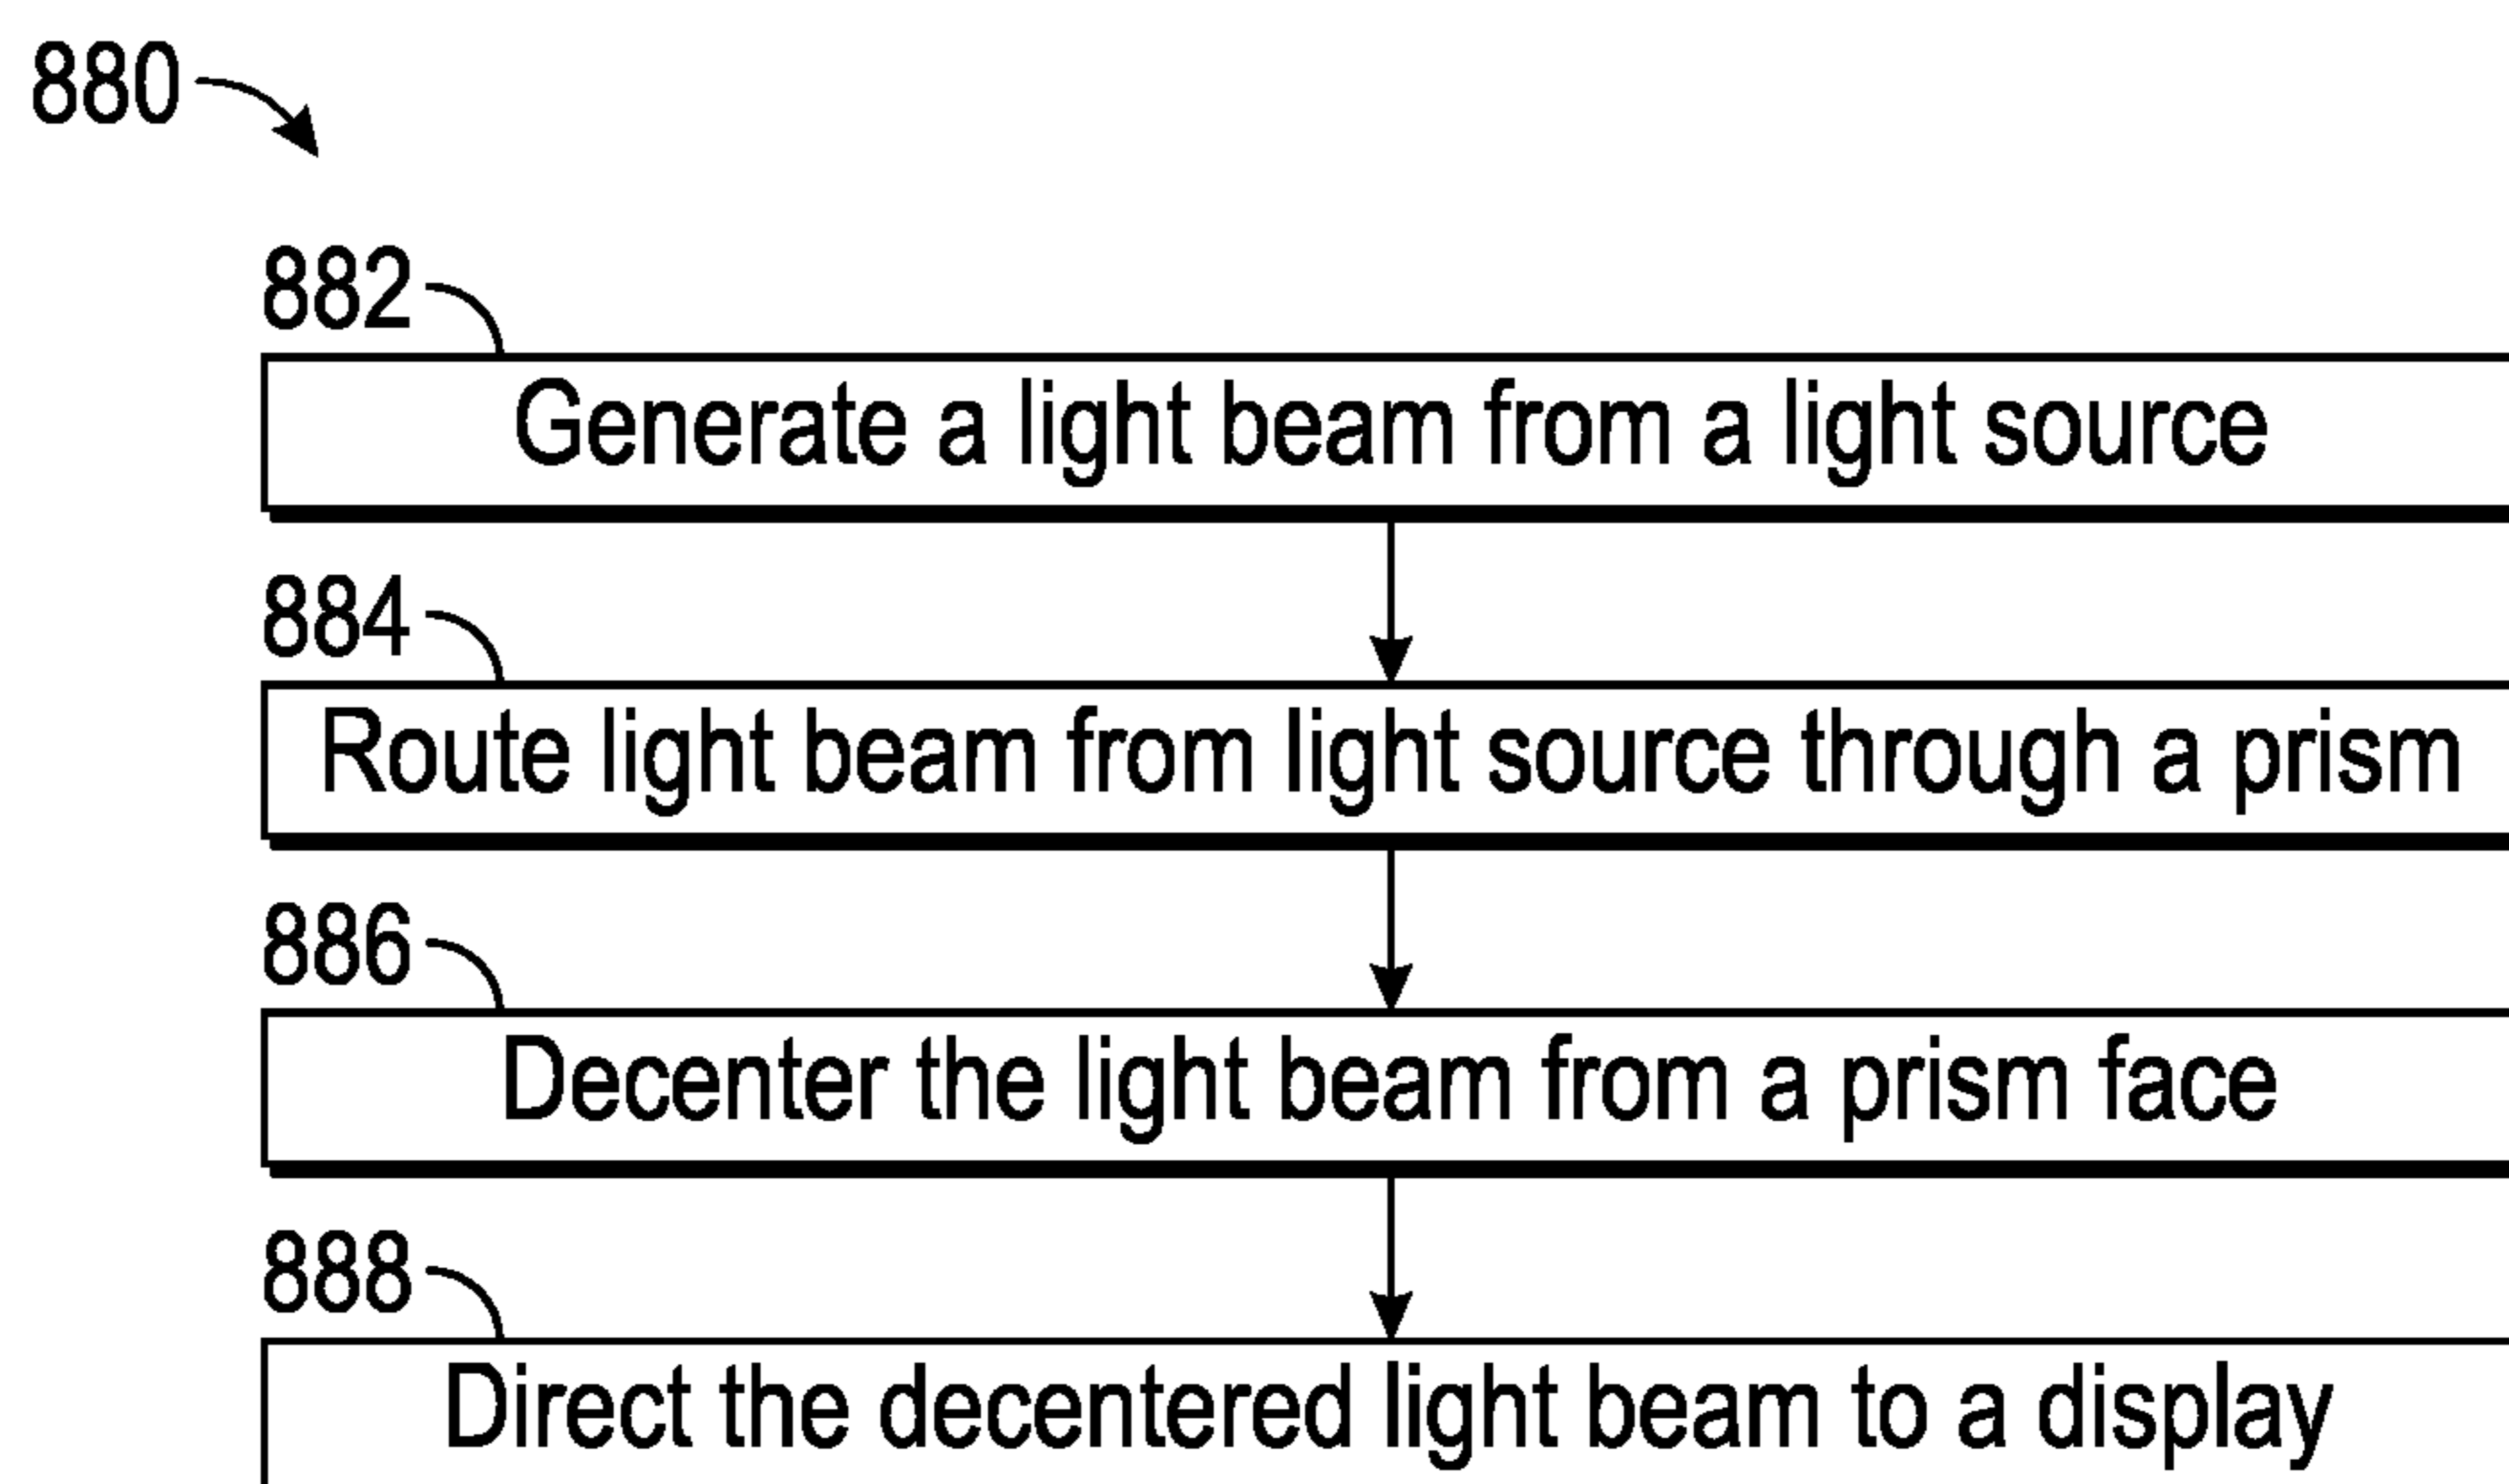 880
882
Generate a light beam from a light source
884
Route light beam from light source through a prism
886
Decenter the light beam from a prism face
888
Direct the decentered light beam to a display